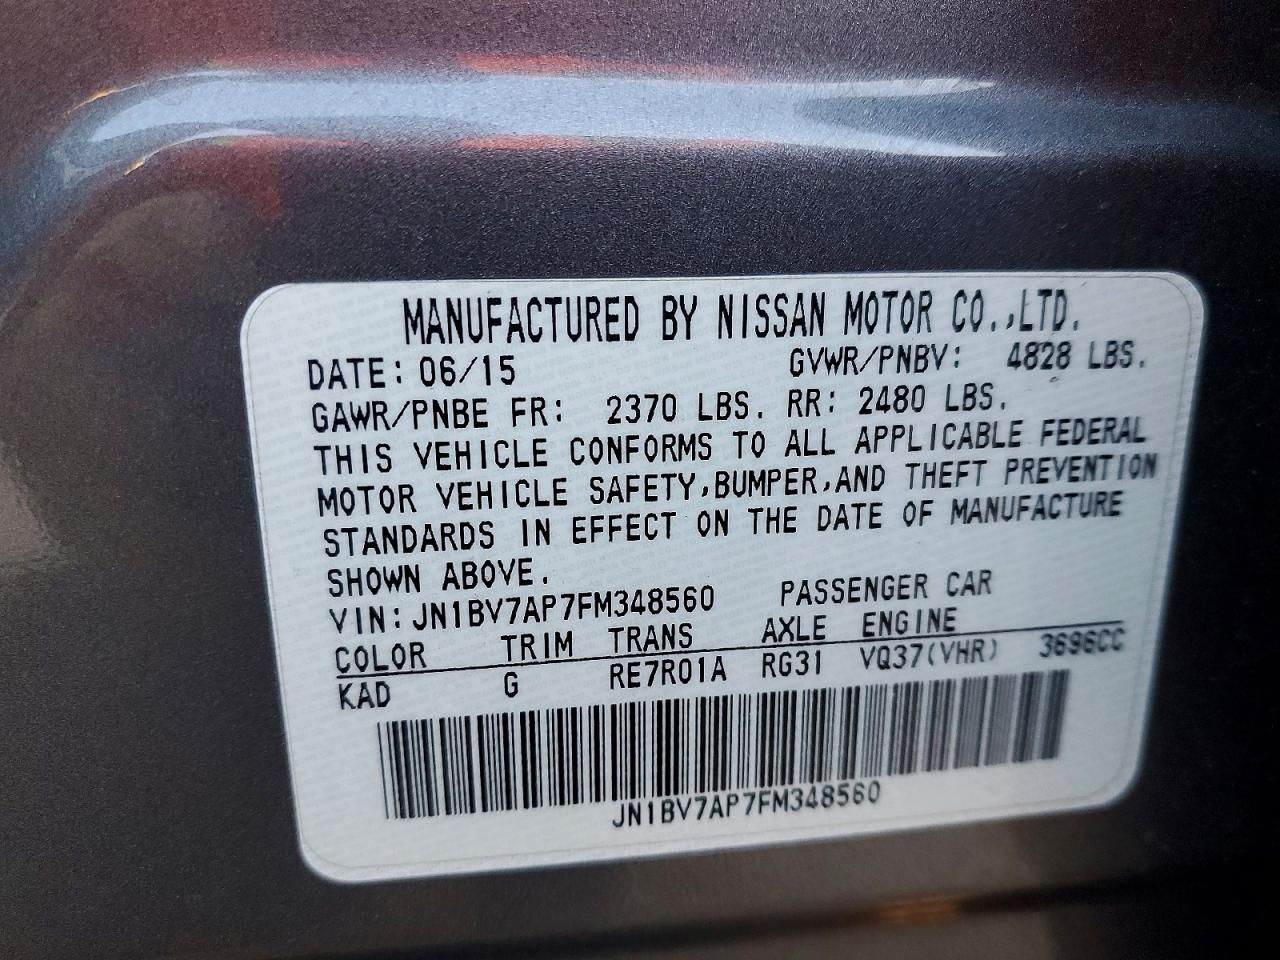 MANUFACTURED BY NISSAN MOTOR CO.,LTD.
DATE: 06/15 GVWR/PNBV: 4828 LBS.
GAWR/PNBE FR: 2370 LBS. RR: 2480 LBS.
THIS VEHICLE CONFORMS TO ALL APPLICABLE FEDERAL
MOTOR VEHICLE SAFETY,BUMPER,AND THEFT PREVENTION
STANDARDS IN EFFECT ON THE DATE OF MANUFACTURE
SHOWN ABOVE.
VIN:JN1BV7AP7FM348560 PASSENGER CAR
COLOR TRIM TRANS AXLE ENGINE
KAD G RE7R01A RG31 VQ37(VHR) 3696CC
JN1BV7AP7FM348560